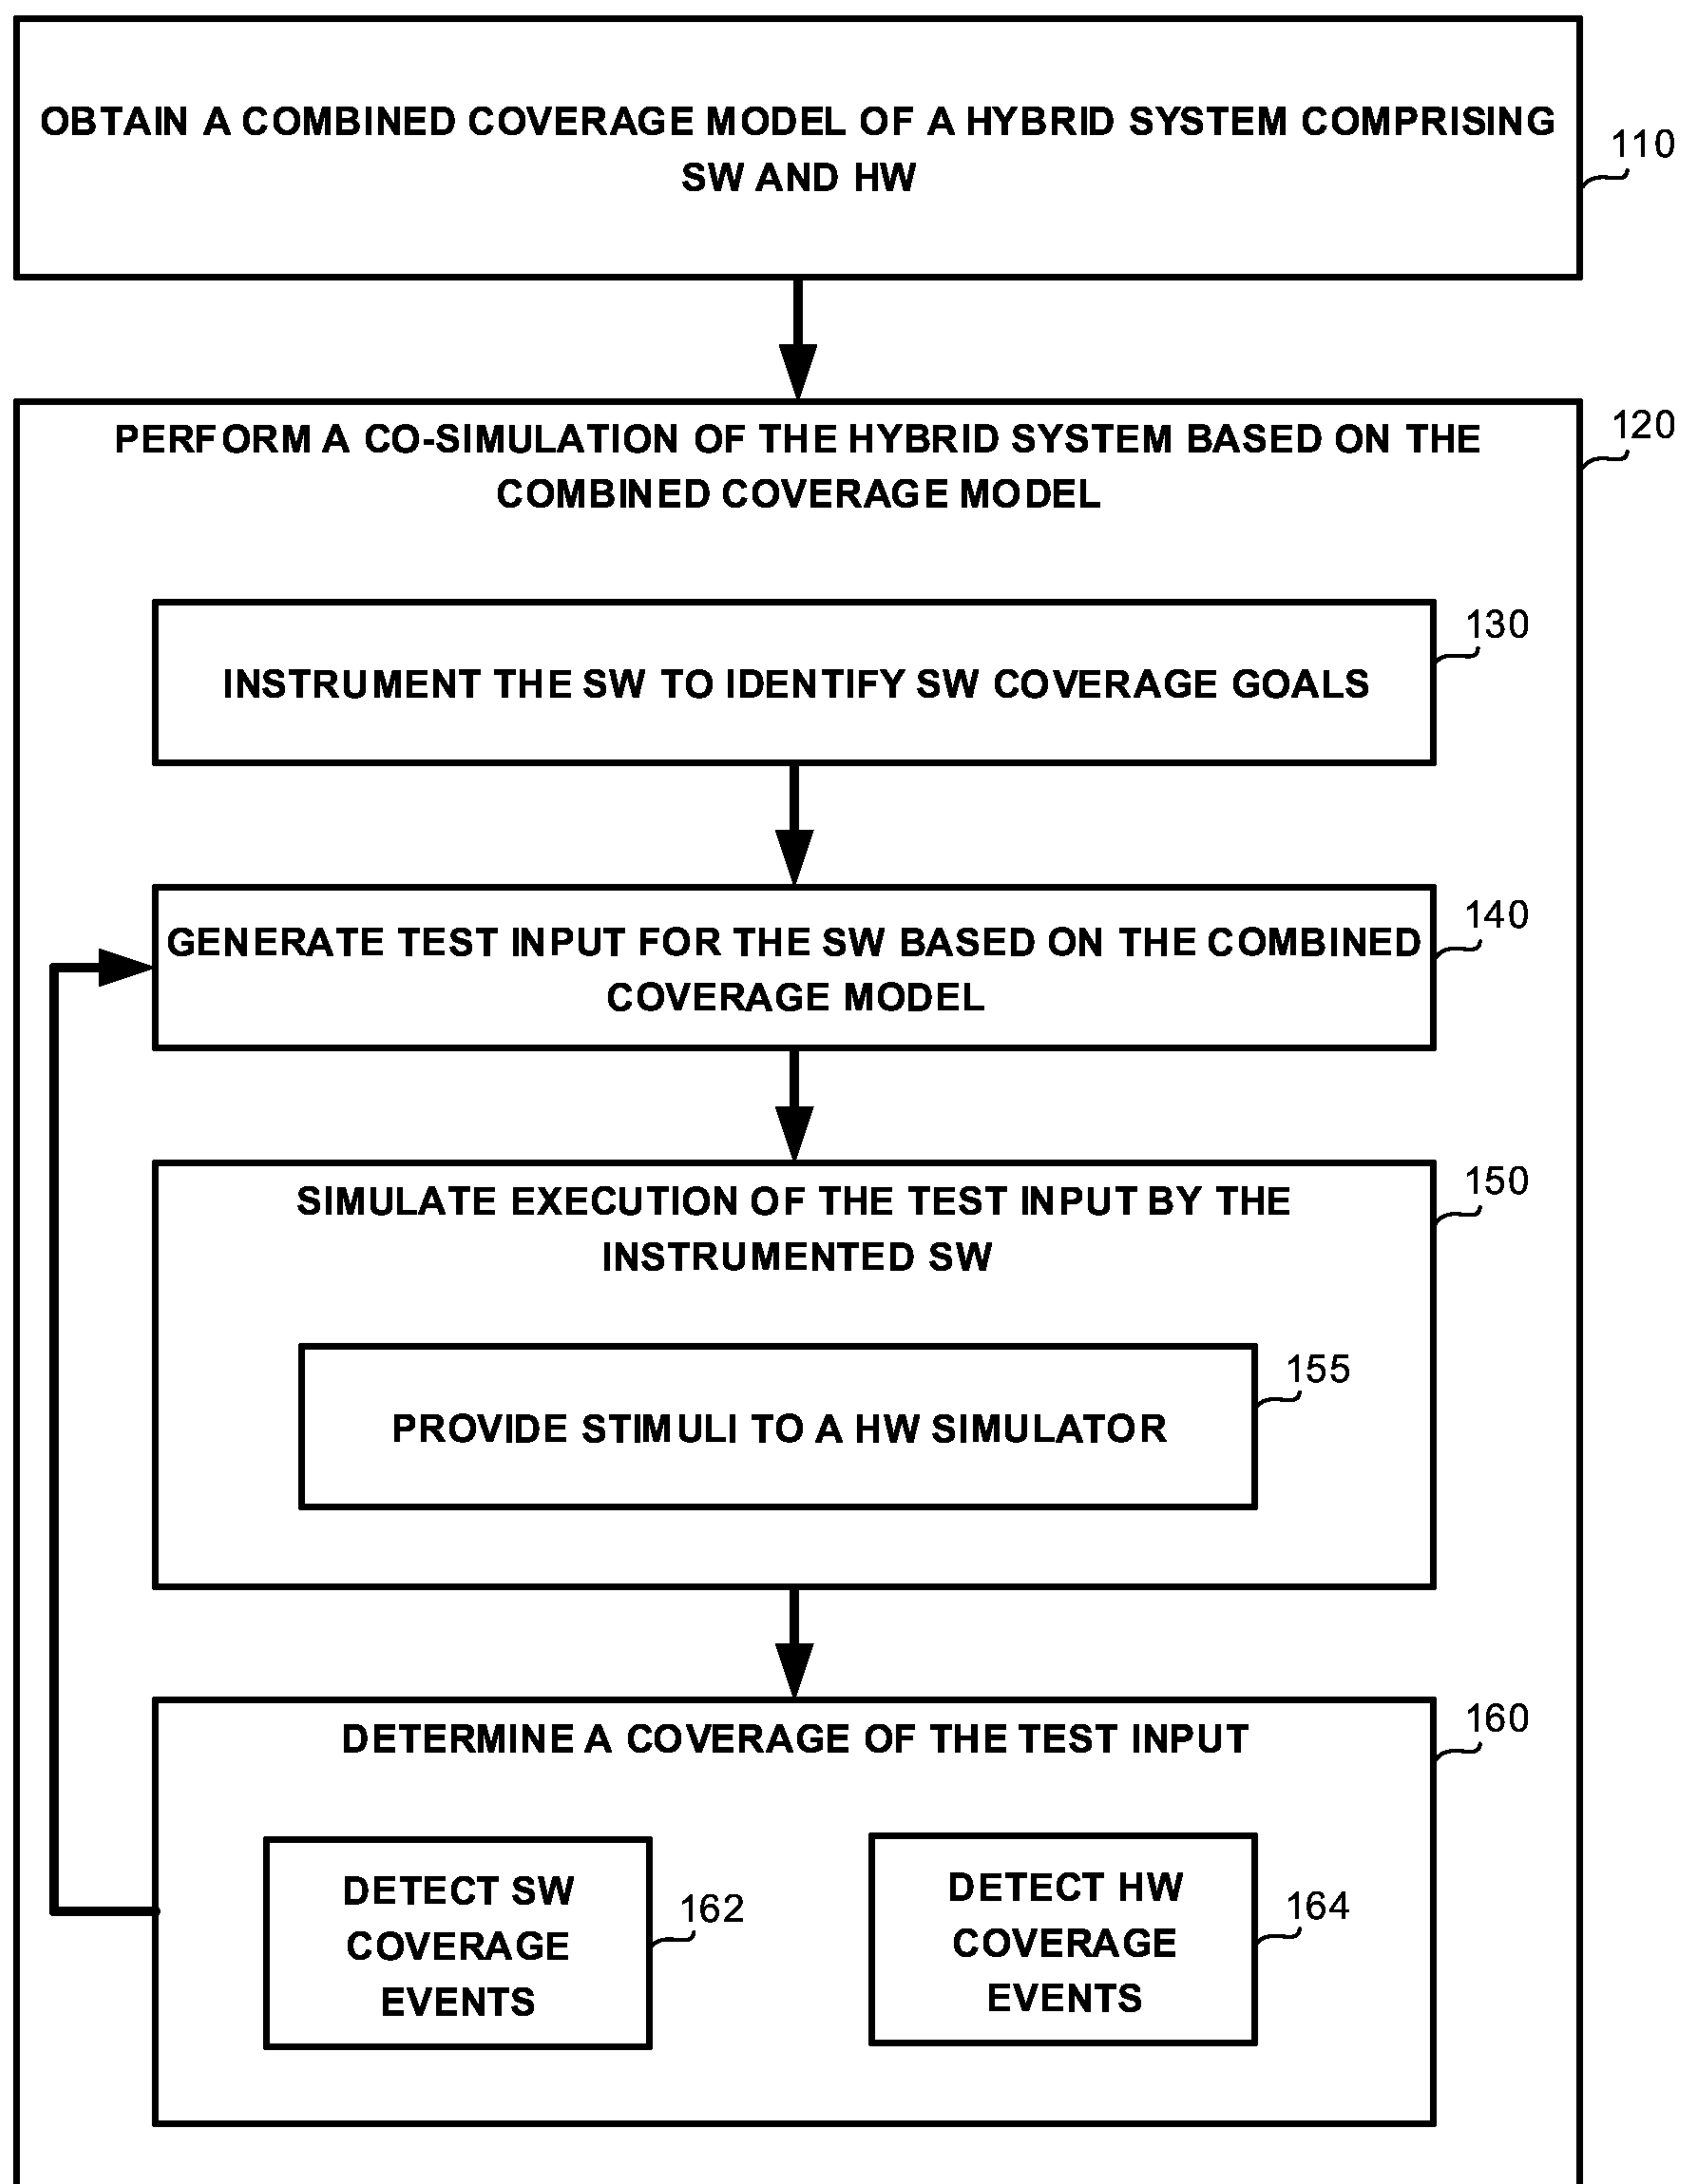 OBTAIN A COMBINED COVERAGE MODEL OF A HYBRID SYSTEM COMPRISING
SW AND HW
110
PERFORM A CO-SIMULATION OF THE HYBRID SYSTEM BASED ON THE
COMBINED COVERAGE MODEL
120
INSTRUMENT THE SW TO IDENTIFY SW COVERAGE GOALS
130
GENERATE TEST INPUT FOR THE SW BASED ON THE COMBINED
COVERAGE MODEL
140
SIMULATE EXECUTION OF THE TEST INPUT BY THE
INSTRUMENTED SW
150
PROVIDE STIMULI TO A HW SIMULATOR
155
DETERMINE A COVERAGE OF THE TEST INPUT
160
DETECT SW
COVERAGE
EVENTS
162
DETECT HW
COVERAGE
EVENTS
164